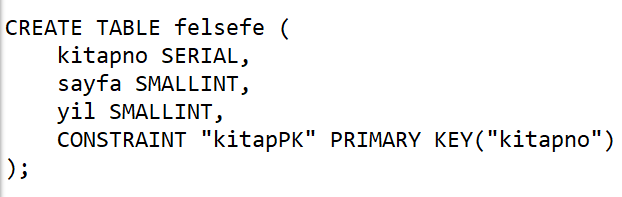 CREATE TABLE felsefe (
    kitapno SERIAL,
    sayfa SMALLINT,
    yil SMALLINT,
    CONSTRAINT "kitapPK" PRIMARY KEY("kitapno")
);